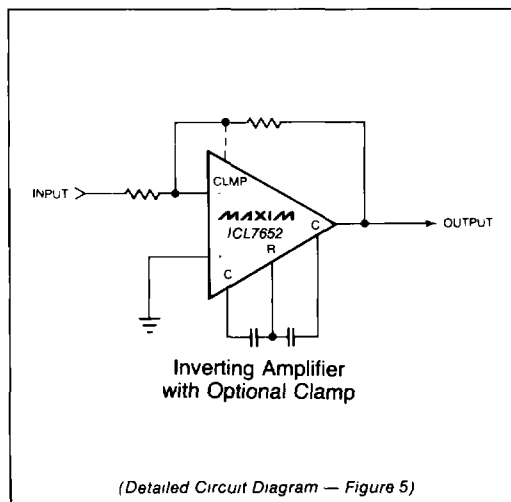 CLMP
-
INPUT
MAXIM
ICL7652
C
OUTPUT
R
+
C
Inverting Amplifier
with Optional Clamp
(Detailed Circuit Diagram — Figure 5)